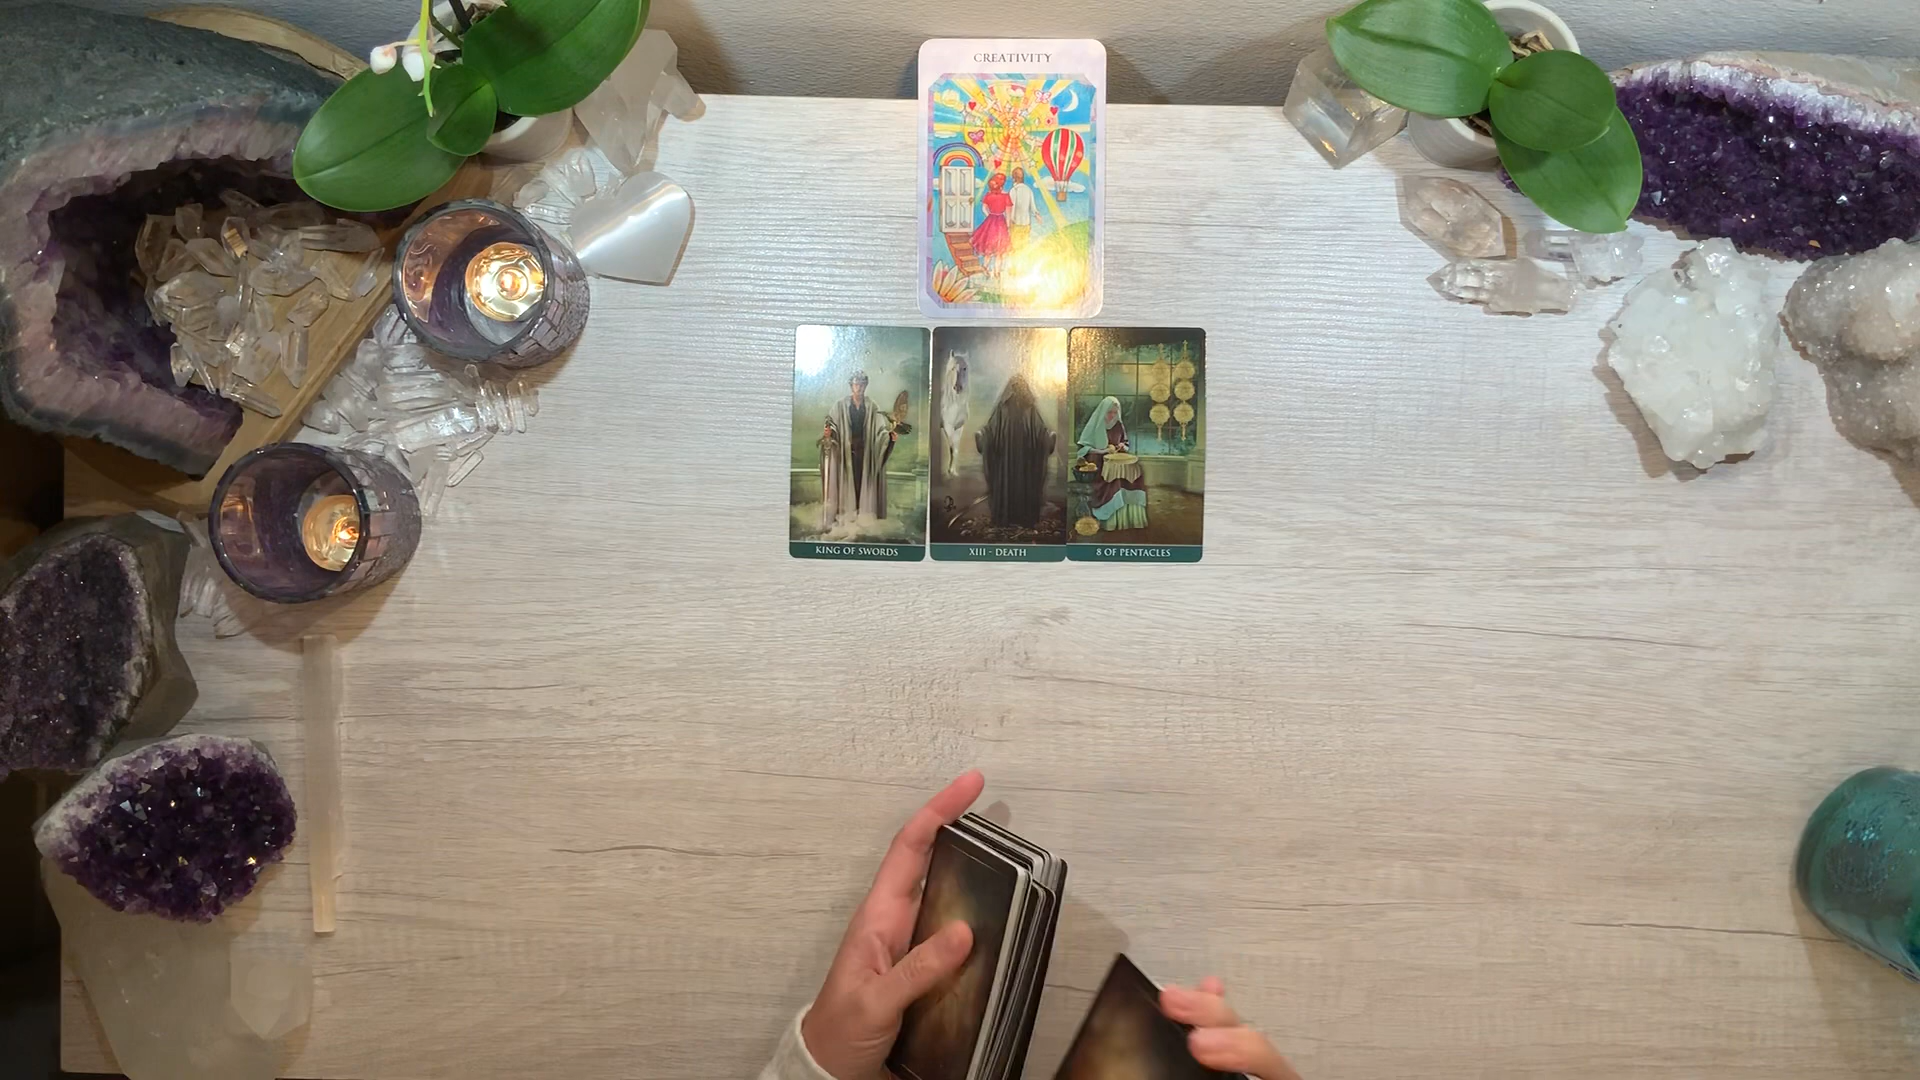 CREATIVITY
KING OF SWORDS
XIII - DEATH
8 OF PENTACLES